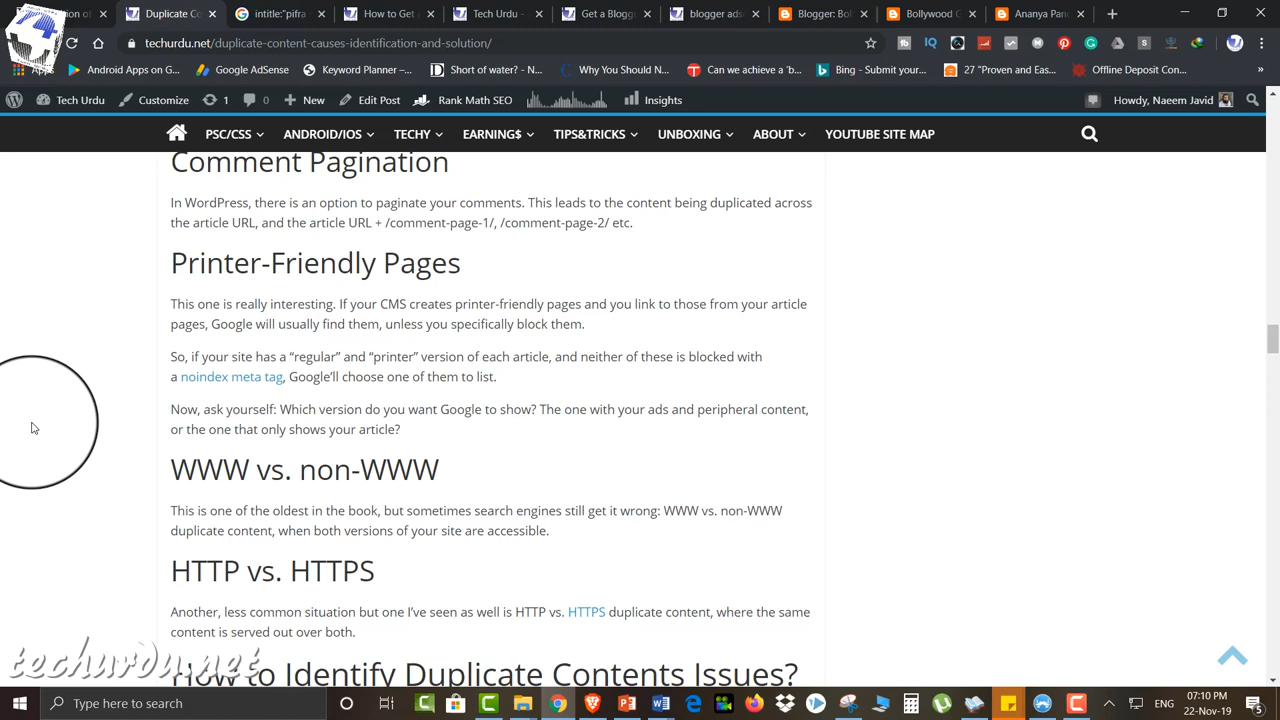 Duplicate C
intitle:"pifra
How to Get
Tech Urdu -
Get a Blogg
blogger ads
Blogger: Bol
Bollywood G
Ananya Pan
techurdu.net/duplicate-content-causes-identification-and-solution/
Apps
Android Apps on G...
Google AdSense
Keyword Planner –...
Short of water? - N...
Why You Should N...
Can we achieve a 'b...
Bing - Submit your...
27 "Proven and Eas...
Offline Deposit Con...
Tech Urdu
Customize
1
0
New
Edit Post
Rank Math SEO
Insights
Howdy, Naeem Javid
PSC/CSS
ANDROID/IOS
TECHY
EARNING$
TIPS&TRICKS
UNBOXING
ABOUT
YOUTUBE SITE MAP
Comment Pagination
In WordPress, there is an option to paginate your comments. This leads to the content being duplicated across
the article URL, and the article URL + /comment-page-1/, /comment-page-2/ etc.
Printer-Friendly Pages
This one is really interesting. If your CMS creates printer-friendly pages and you link to those from your article
pages, Google will usually find them, unless you specifically block them.
So, if your site has a “regular” and “printer” version of each article, and neither of these is blocked with
a noindex meta tag, Google’ll choose one of them to list.
Now, ask yourself: Which version do you want Google to show? The one with your ads and peripheral content,
or the one that only shows your article?
WWW vs. non-WWW
This is one of the oldest in the book, but sometimes search engines still get it wrong: WWW vs. non-WWW
duplicate content, when both versions of your site are accessible.
HTTP vs. HTTPS
Another, less common situation but one I’ve seen as well is HTTP vs. HTTPS duplicate content, where the same
content is served out over both.
How to Identify Duplicate Contents Issues?
techurdu.net
Type here to search
ENG
07:10 PM
22-Nov-19
5